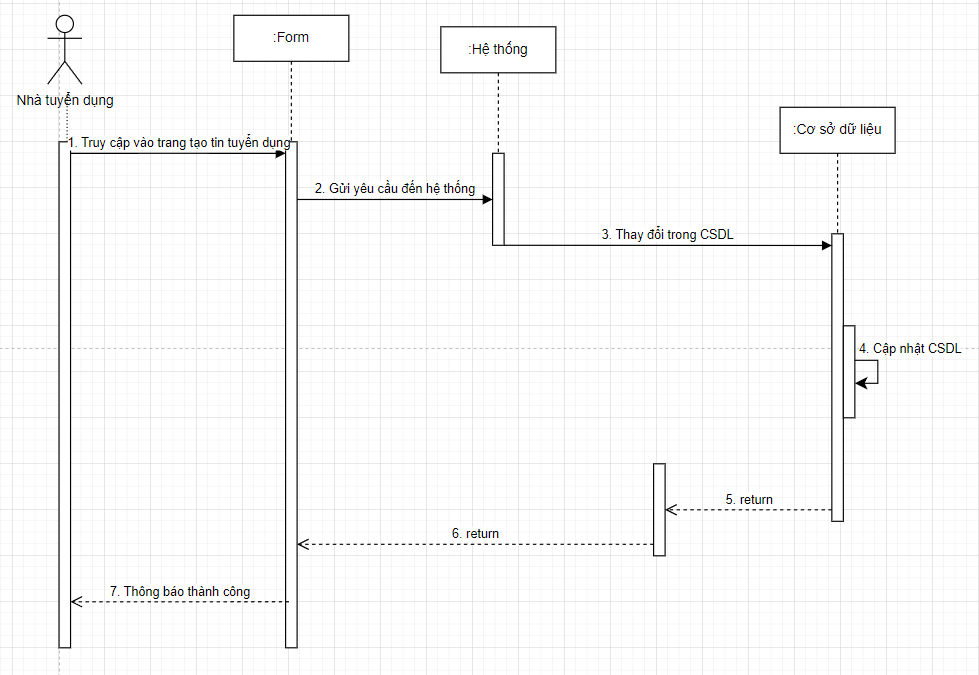 :Form
:Hệ thống
Nhà tuyển dụng
:Cơ sở dữ liệu
1. Truy cập vào trang tạo tin tuyển dụng
2. Gửi yêu cầu đến hệ thống
3. Thay đổi trong CSDL
4. Cập nhật CSDL
5. return
6. return
7. Thông báo thành công